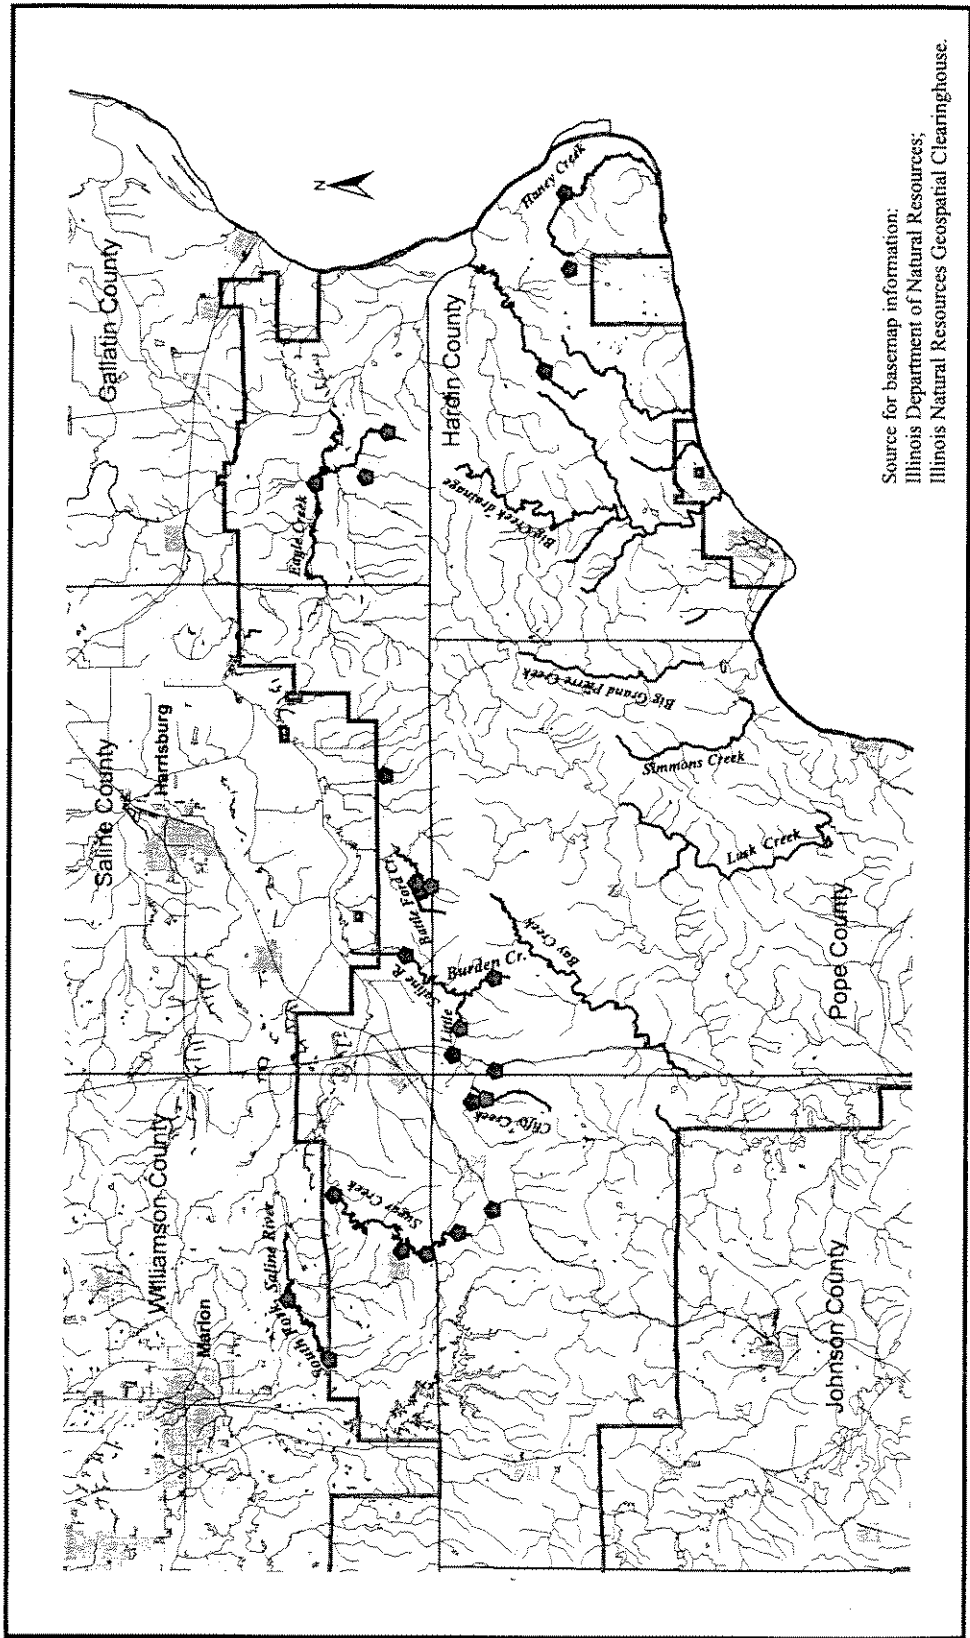 Williamson County
Saline County
Gallatin County
Marion
Harrisburg
N
South Fork, Saline River
Sugar Creek
Eagle Creek
Battle Ford Cr.
Little Saline R.
Burden Cr.
Clifty Creek
Bay Creek
Hardin County
Haney Creek
Big Creek drainage
Big Grand Pierre Creek
Simmons Creek
Lusk Creek
Johnson County
Pope County
Source for basemap information:
Illinois Department of Natural Resources;
Illinois Natural Resources Geospatial Clearinghouse.